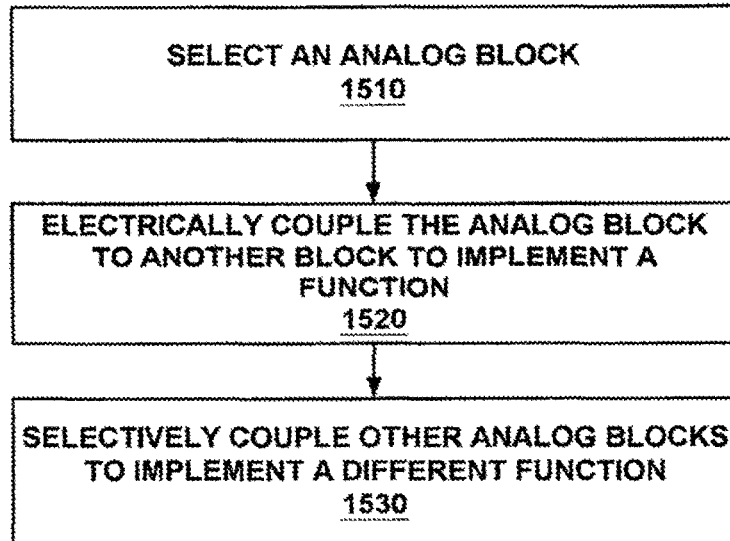 SELECT AN ANALOG BLOCK
1510
ELECTRICALLY COUPLE THE ANALOG BLOCK
TO ANOTHER BLOCK TO IMPLEMENT A
FUNCTION
1520
SELECTIVELY COUPLE OTHER ANALOG BLOCKS
TO IMPLEMENT A DIFFERENT FUNCTION
1530